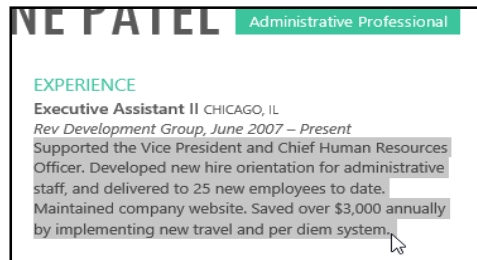 NE PATEL
Administrative Professional
EXPERIENCE
Executive Assistant II CHICAGO, IL
Rev Development Group, June 2007 – Present
Supported the Vice President and Chief Human Resources
Officer. Developed new hire orientation for administrative
staff, and delivered to 25 new employees to date.
Maintained company website. Saved over $3,000 annually
by implementing new travel and per diem system.